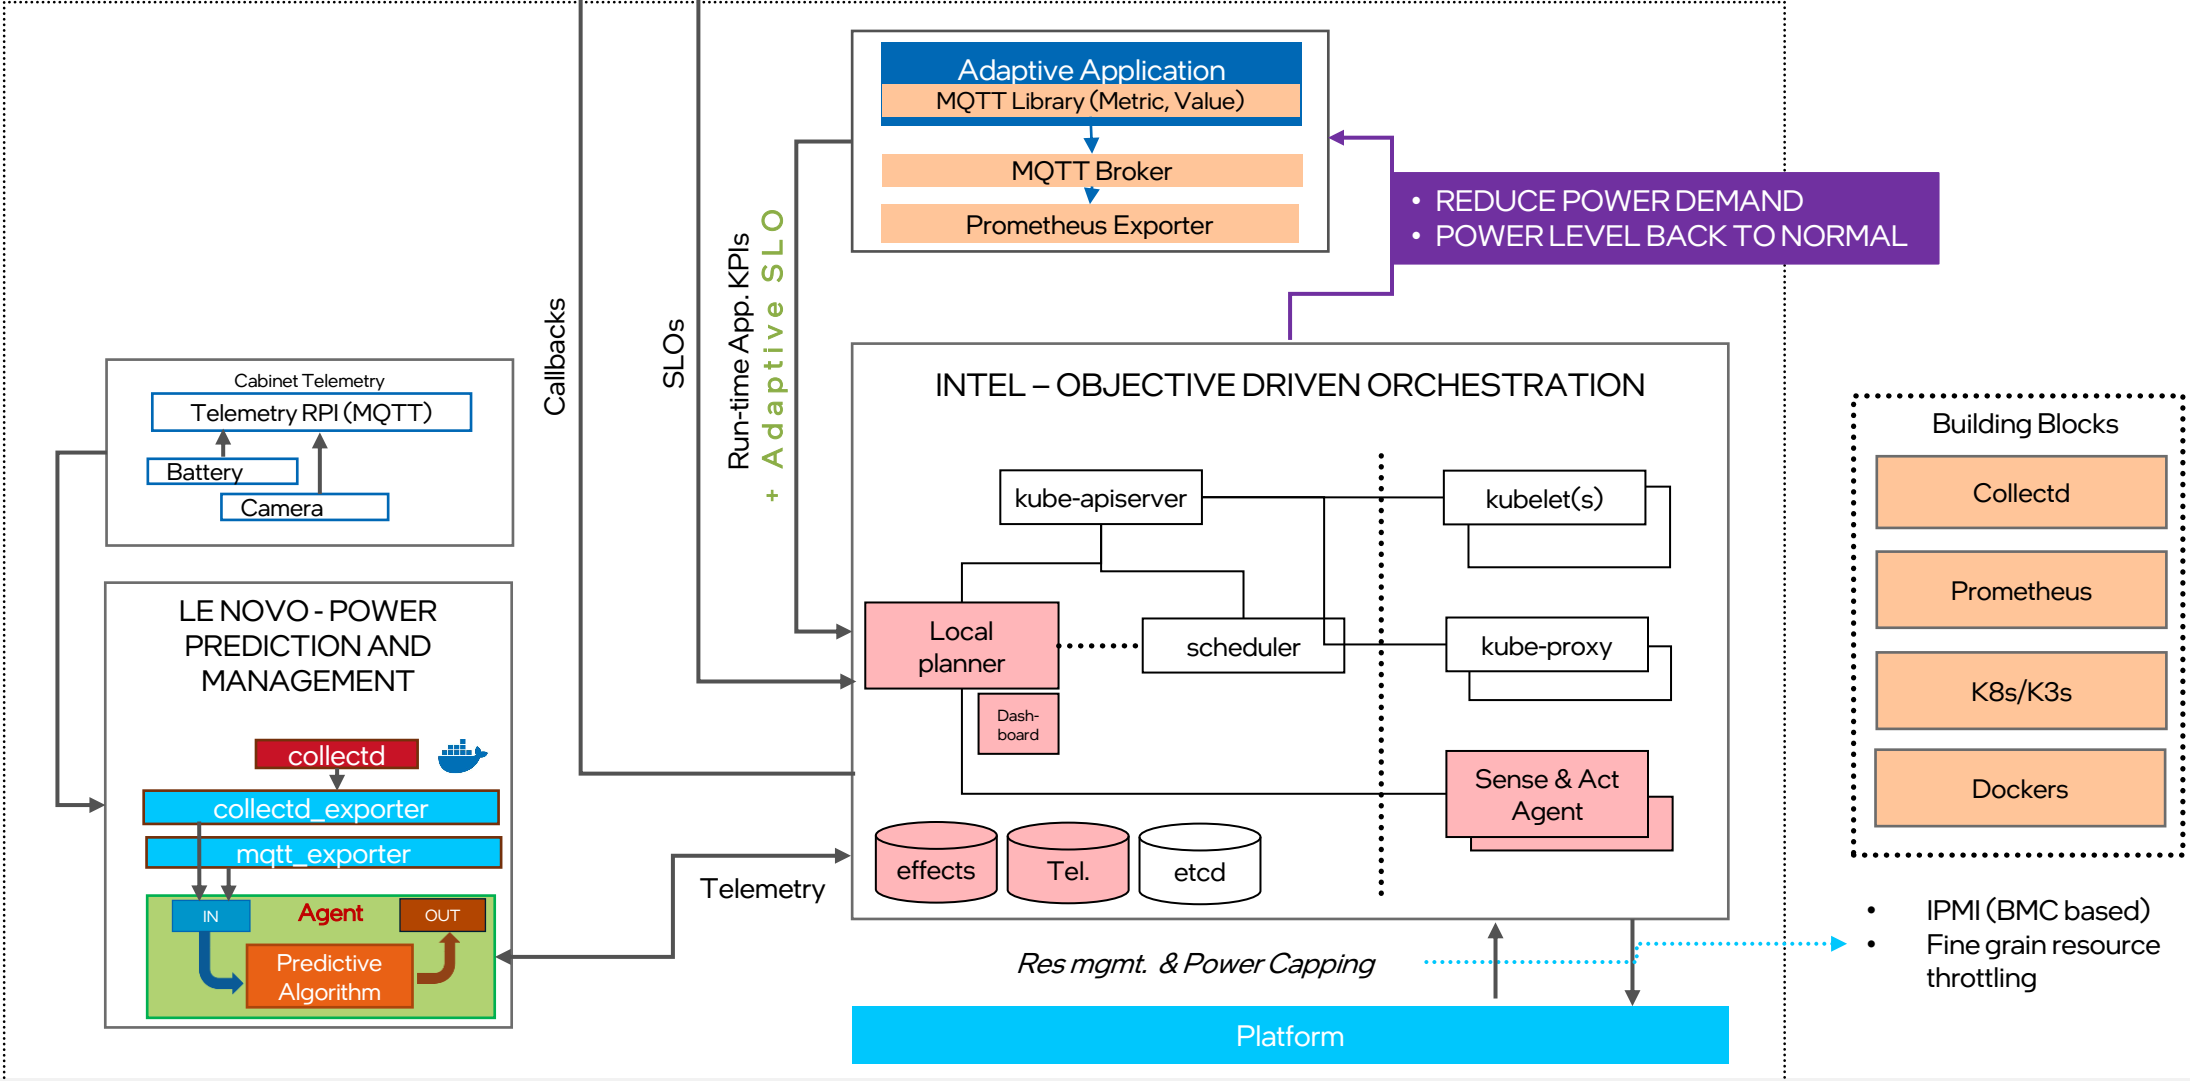 Adaptive Application
MQTT Library (Metric, Value)
MQTT Broker
Prometheus Exporter
• REDUCE POWER DEMAND
• POWER LEVEL BACK TO NORMAL
Callbacks
SLOs
Run-time App. KPIs
+ Adaptive SLO
Cabinet Telemetry
Telemetry RPI (MQTT)
Battery
Camera
LE NOVO - POWER
PREDICTION AND
MANAGEMENT
collectd
collectd_exporter
mqtt_exporter
IN
Agent
OUT
Predictive
Algorithm
Telemetry
INTEL – OBJECTIVE DRIVEN ORCHESTRATION
kube-apiserver
kubelet(s)
Local
planner
scheduler
kube-proxy
Dash-
board
Sense & Act
Agent
effects
Tel.
etcd
Res mgmt. & Power Capping
Platform
Building Blocks
Collectd
Prometheus
K8s/K3s
Dockers
• IPMI (BMC based)
• Fine grain resource
throttling